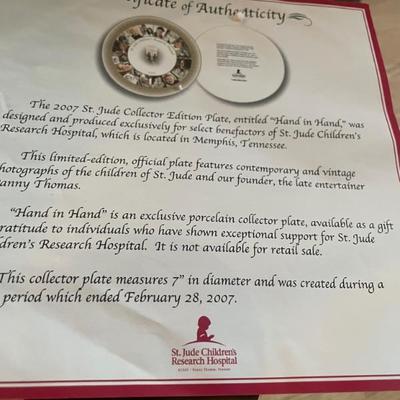 ificate of Authenticity
The 2007 St. Jude Collector Edition Plate, entitled "Hand in Hand," was
designed and produced exclusively for select benefactors of St. Jude Children's
Research Hospital, which is located in Memphis, Tennessee.
This limited-edition, official plate features contemporary and vintage
hotographs of the children of St. Jude and our founder, the late entertainer
anny Thomas.
"Hand in Hand" is an exclusive porcelain collector plate, available as a gift
ratitude to individuals who have shown exceptional support for St. Jude
dren's Research Hospital. It is not available for retail sale.
This collector plate measures 7" in diameter and was created during a
period which ended February 28, 2007.
St. Jude Children's
Research Hospital